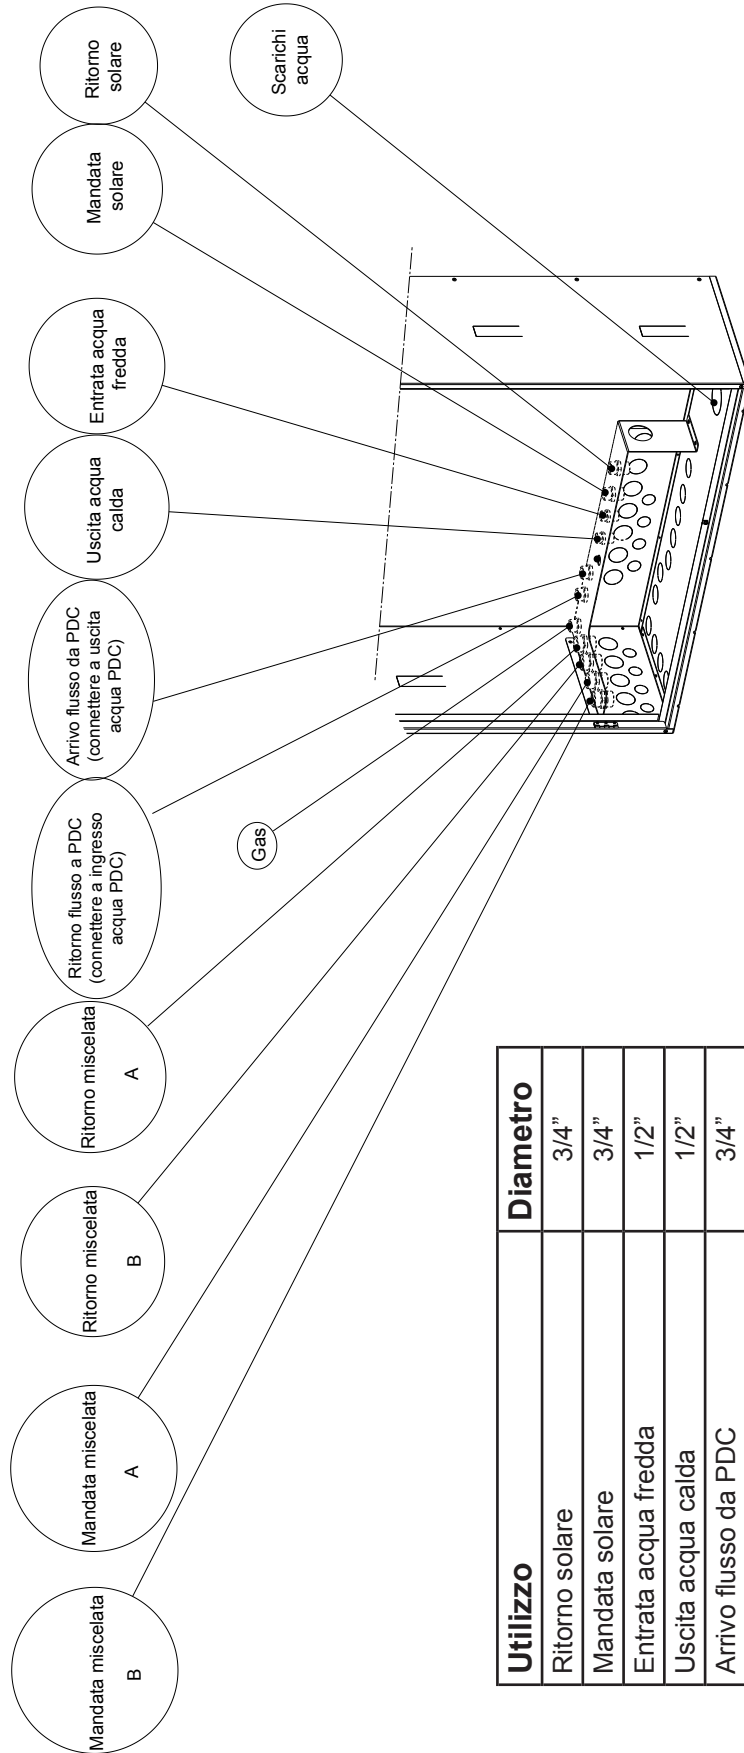 Mandata miscelata
B
Mandata miscelata
A
Ritorno miscelata
B
Ritorno miscelata
A
Ritorno flusso a PDC
(connettere a ingresso
acqua PDC)
Arrivo flusso da PDC
(connettere a uscita
acqua PDC)
Uscita acqua
calda
Entrata acqua
fredda
Mandata
solare
Ritorno
solare
Gas
Scarichi
acqua
Utilizzo Diametro
Ritorno solare 3/4”
Mandata solare 3/4”
Entrata acqua fredda 1/2”
Uscita acqua calda 1/2”
Arrivo flusso da PDC 3/4”